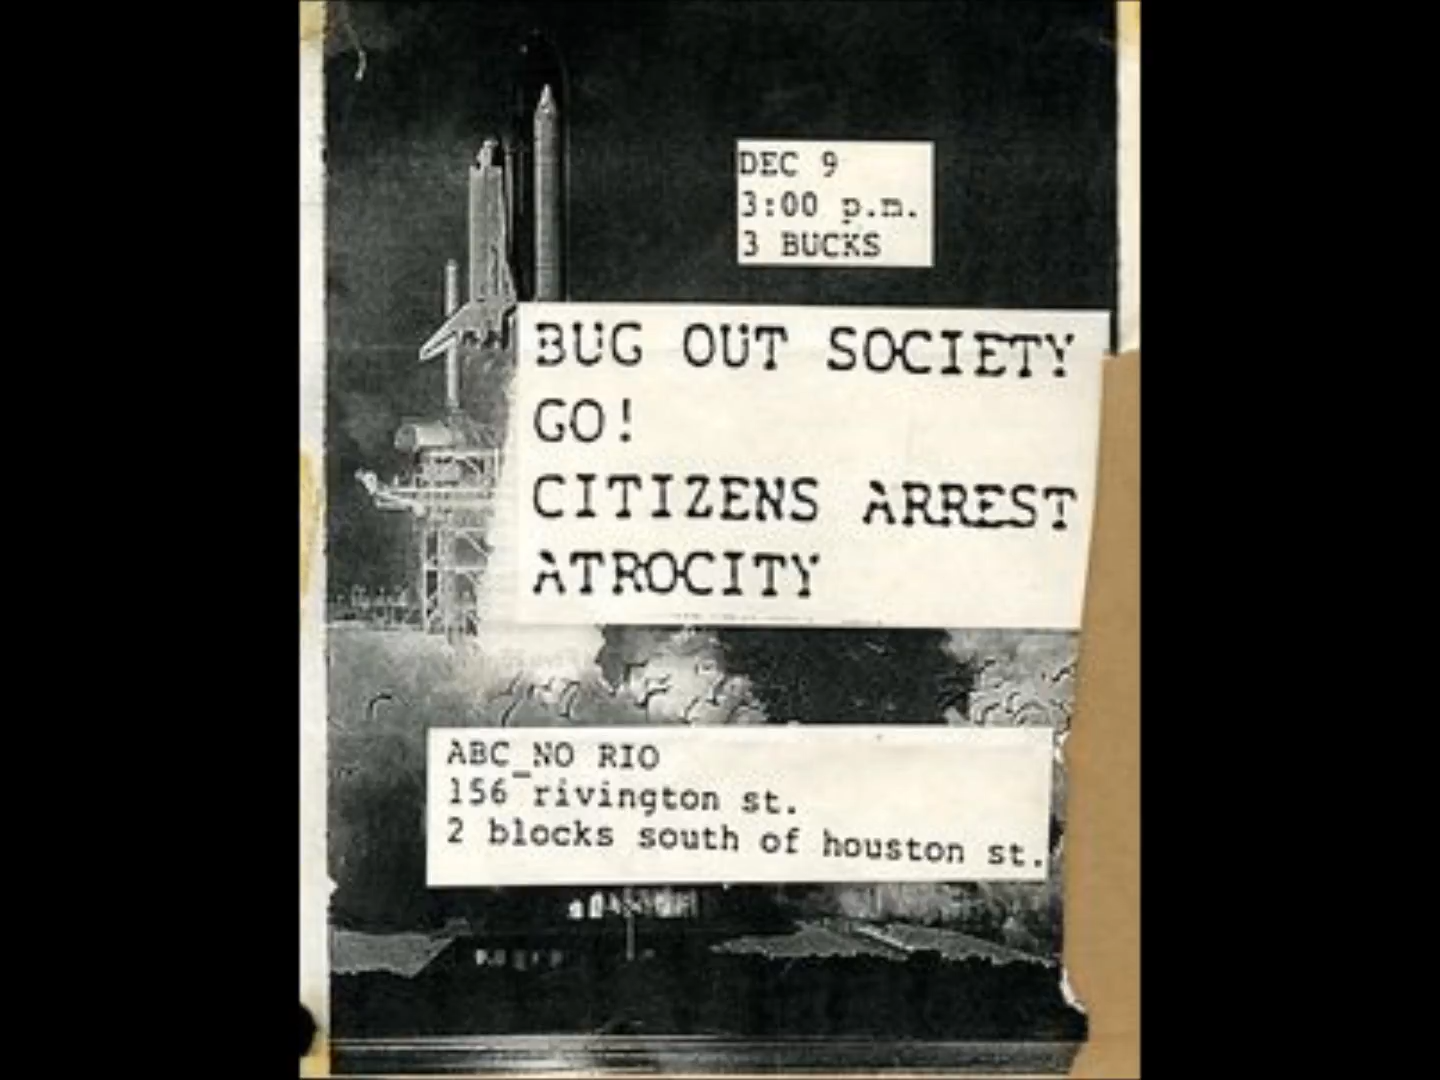 DEC 9
3:00 p.m.
3 BUCKS
BUG OUT SOCIETY
GO!
CITIZENS ARREST
ATROCITY
ABC NO RIO
156 rivington st.
2 blocks south of houston st.